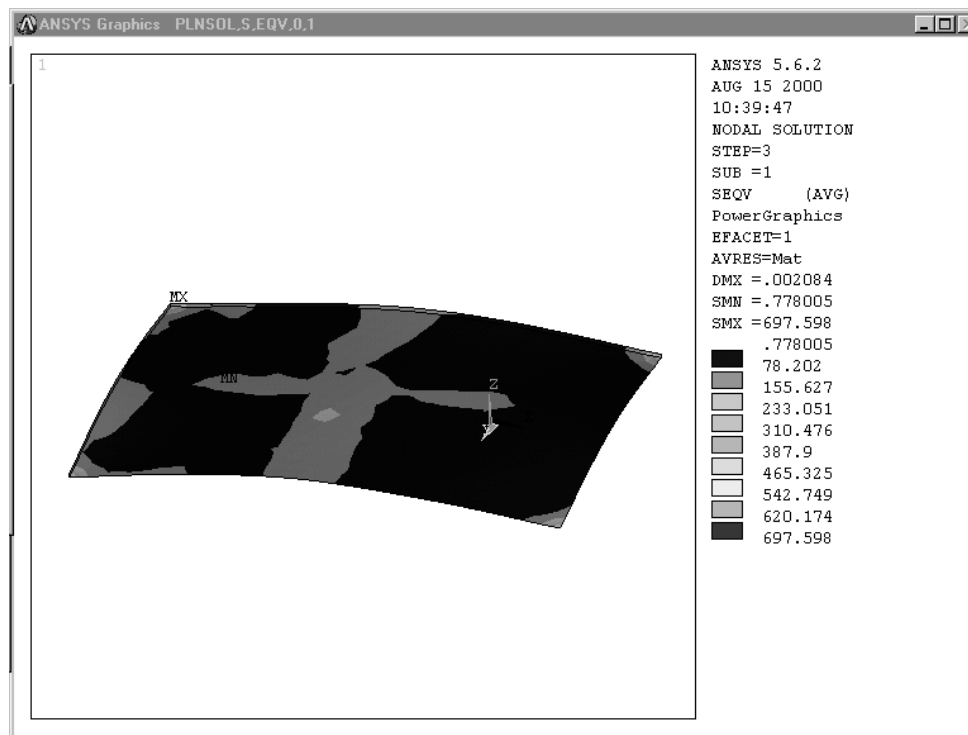 ANSYS Graphics PLNSOL,S,EQV,0,1
1
ANSYS 5.6.2
AUG 15 2000
10:39:47
NODAL SOLUTION
STEP=3
SUB =1
SEQV (AVG)
PowerGraphics
EFACET=1
AVRES=Mat
DMX =.002084
SMN =.778005
SMX =697.598
.778005
78.202
155.627
233.051
310.476
387.9
465.325
542.749
620.174
697.598
MX
MN
Z